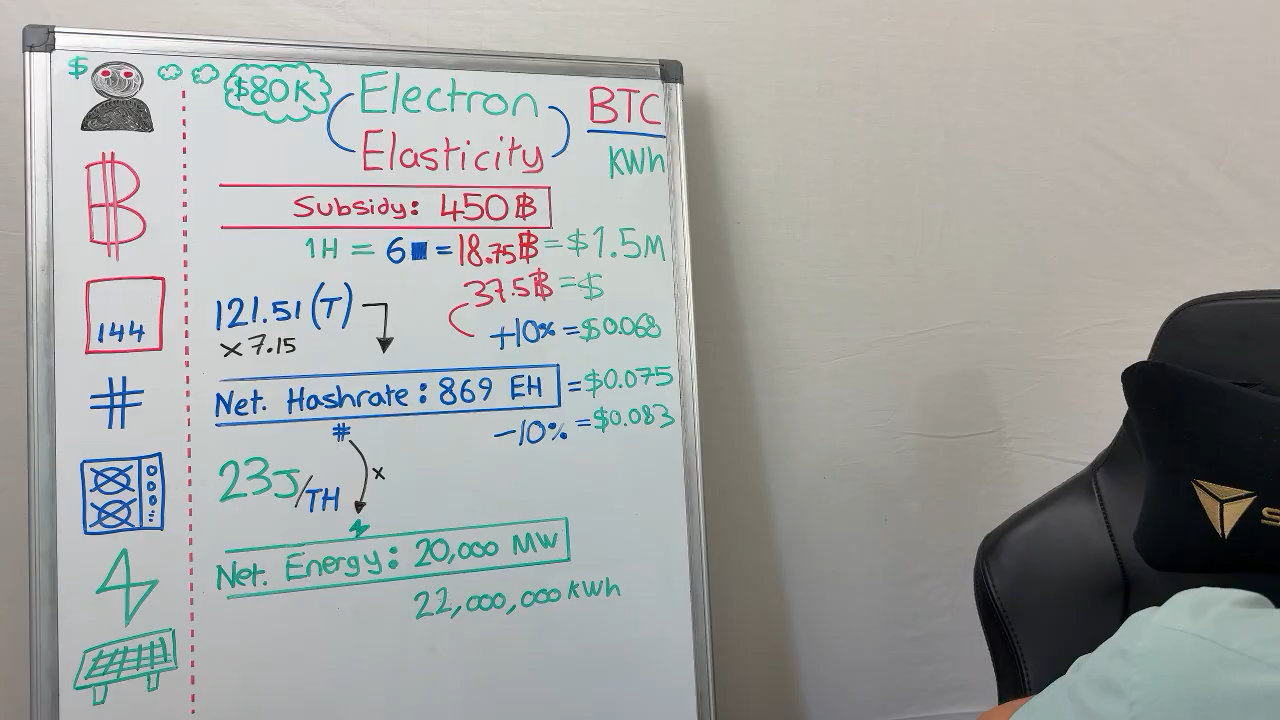 $ $80K Electron BTC
Elasticity KWh
Subsidy: 450 ₿
1H = 6■ = 18.75₿ = $1.5M
37.5₿ = $
121.51 (T)
+10% = $0.068
× 7.15
144
Net. Hashrate: 869 EH = $0.075
#
-10% = $0.083
#
23J/TH
×
Net. Energy: 20,000 MW
22,000,000 KWh